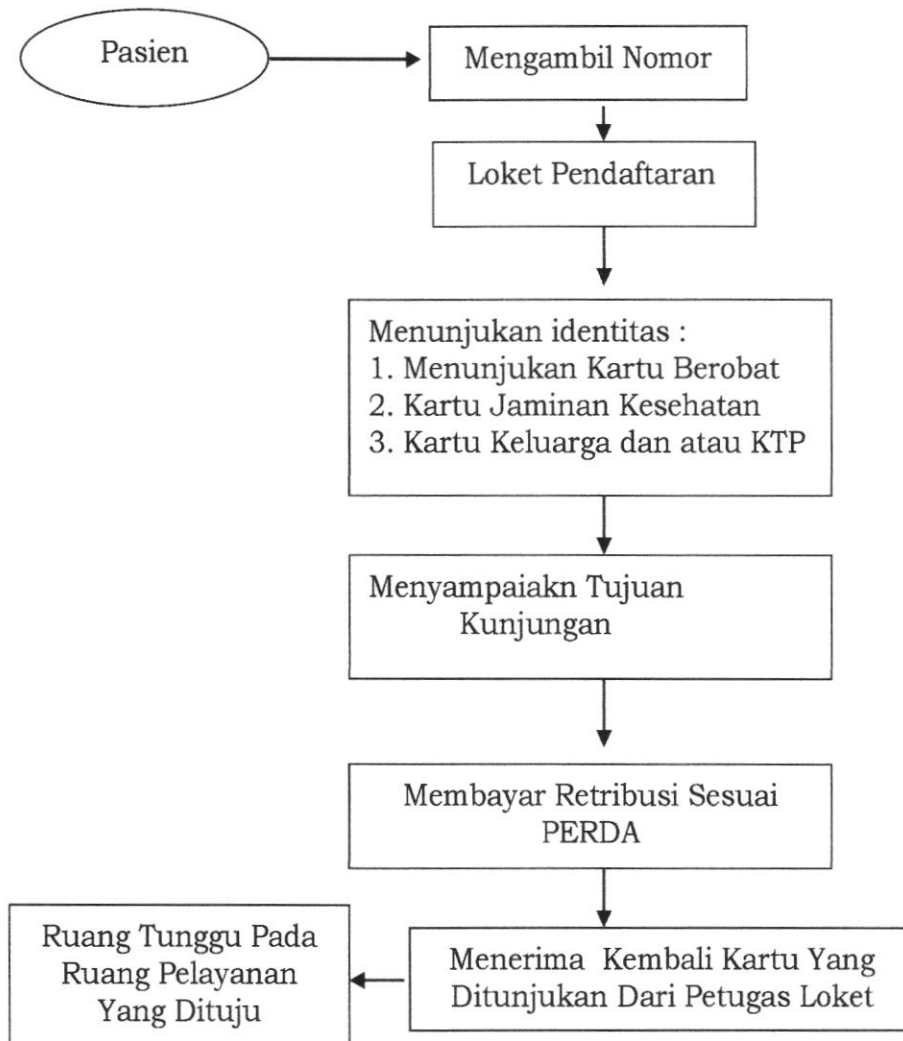 Pasien
Mengambil Nomor
Loket Pendaftaran
Menunjukan identitas :
1. Menunjukan Kartu Berobat
2. Kartu Jaminan Kesehatan
3. Kartu Keluarga dan atau KTP
Menyampaiakn Tujuan
Kunjungan
Membayar Retribusi Sesuai
PERDA
Menerima Kembali Kartu Yang
Ditunjukan Dari Petugas Loket
Ruang Tunggu Pada
Ruang Pelayanan
Yang Dituju